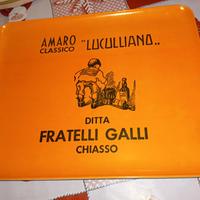 AMARO „LUCULLIANO„
CLASSICO
DITTA
FRATELLI GALLI
CHIASSO